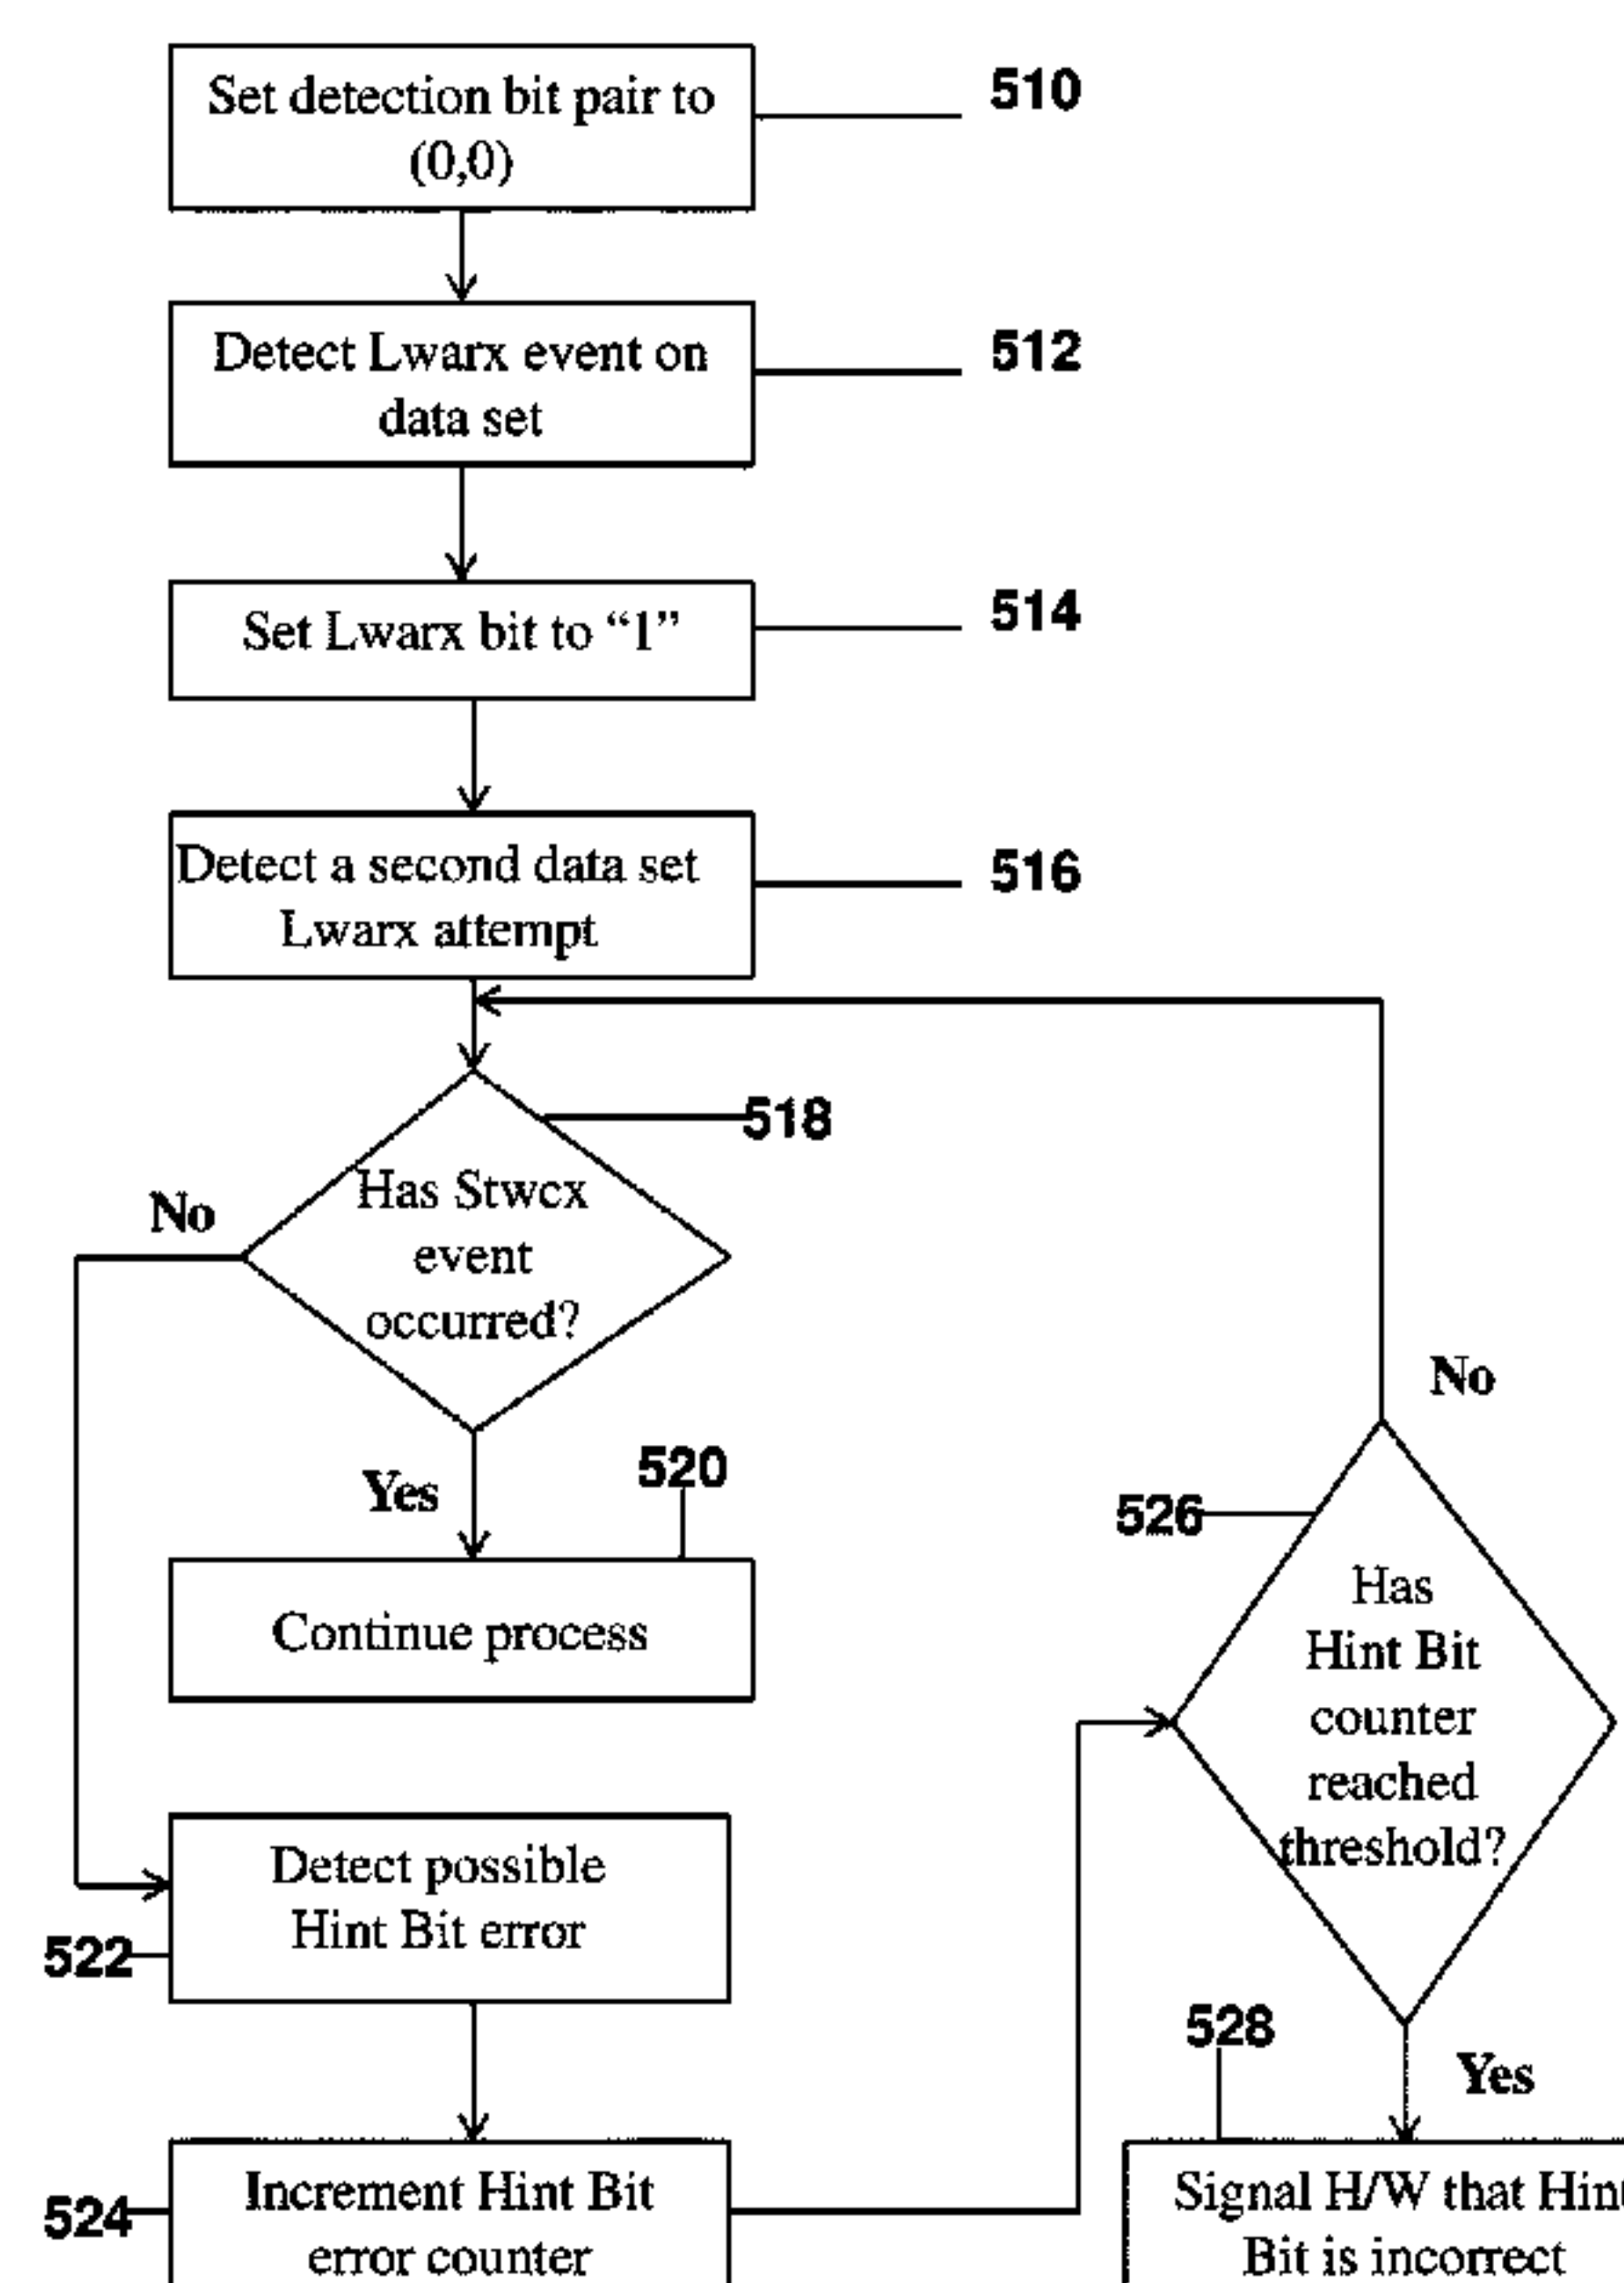 Set detection bit pair to
(0,0)
510
Detect Lwarx event on
data set
512
Set Lwarx bit to “1”
514
Detect a second data set
Lwarx attempt
516
518
Has Stwcx
event
occurred?
No
Yes
520
Continue process
No
526
Has
Hint Bit
counter
reached
threshold?
Detect possible
Hint Bit error
522
528
Yes
Increment Hint Bit
error counter
524
Signal H/W that Hint
Bit is incorrect